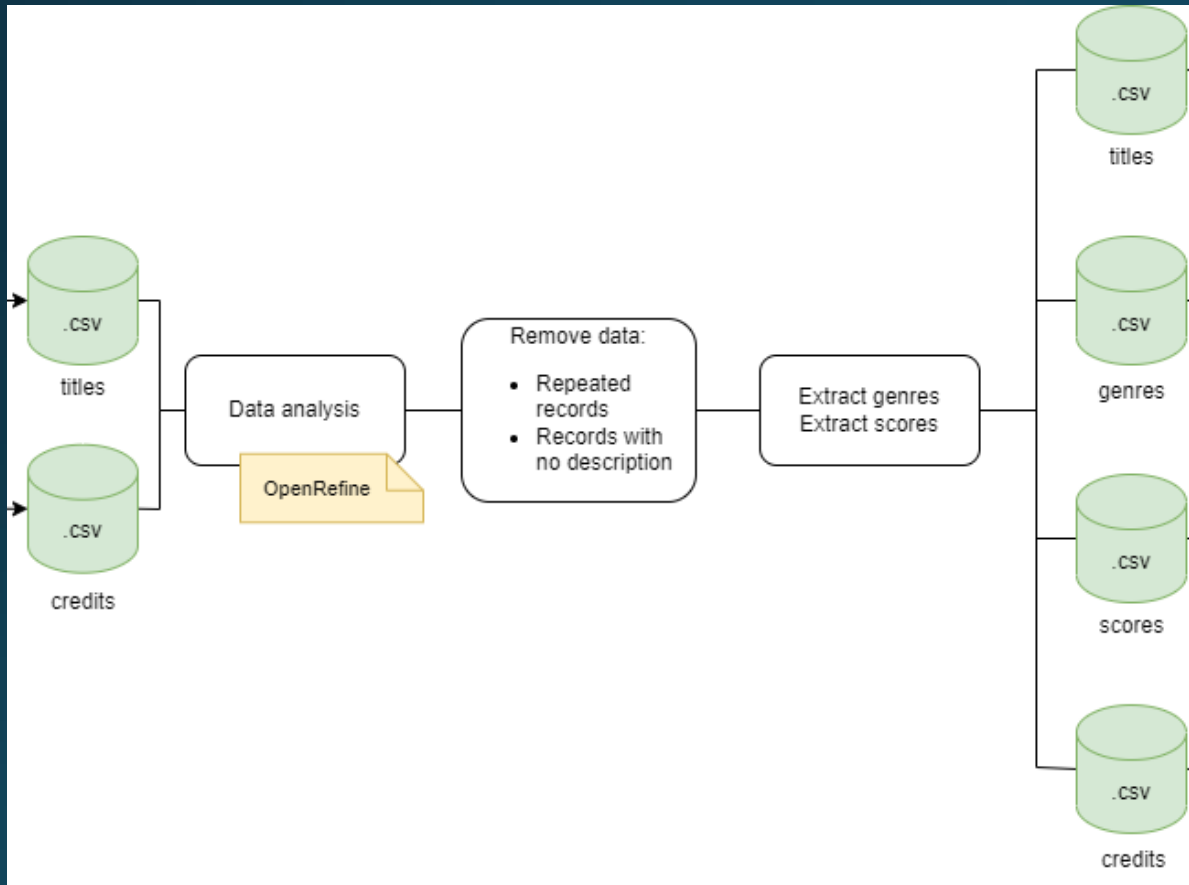 .csv
titles
.csv
credits
Data analysis
OpenRefine
Remove data:
• Repeated
records
• Records with
no description
Extract genres
Extract scores
.csv
titles
.csv
genres
.csv
scores
.csv
credits